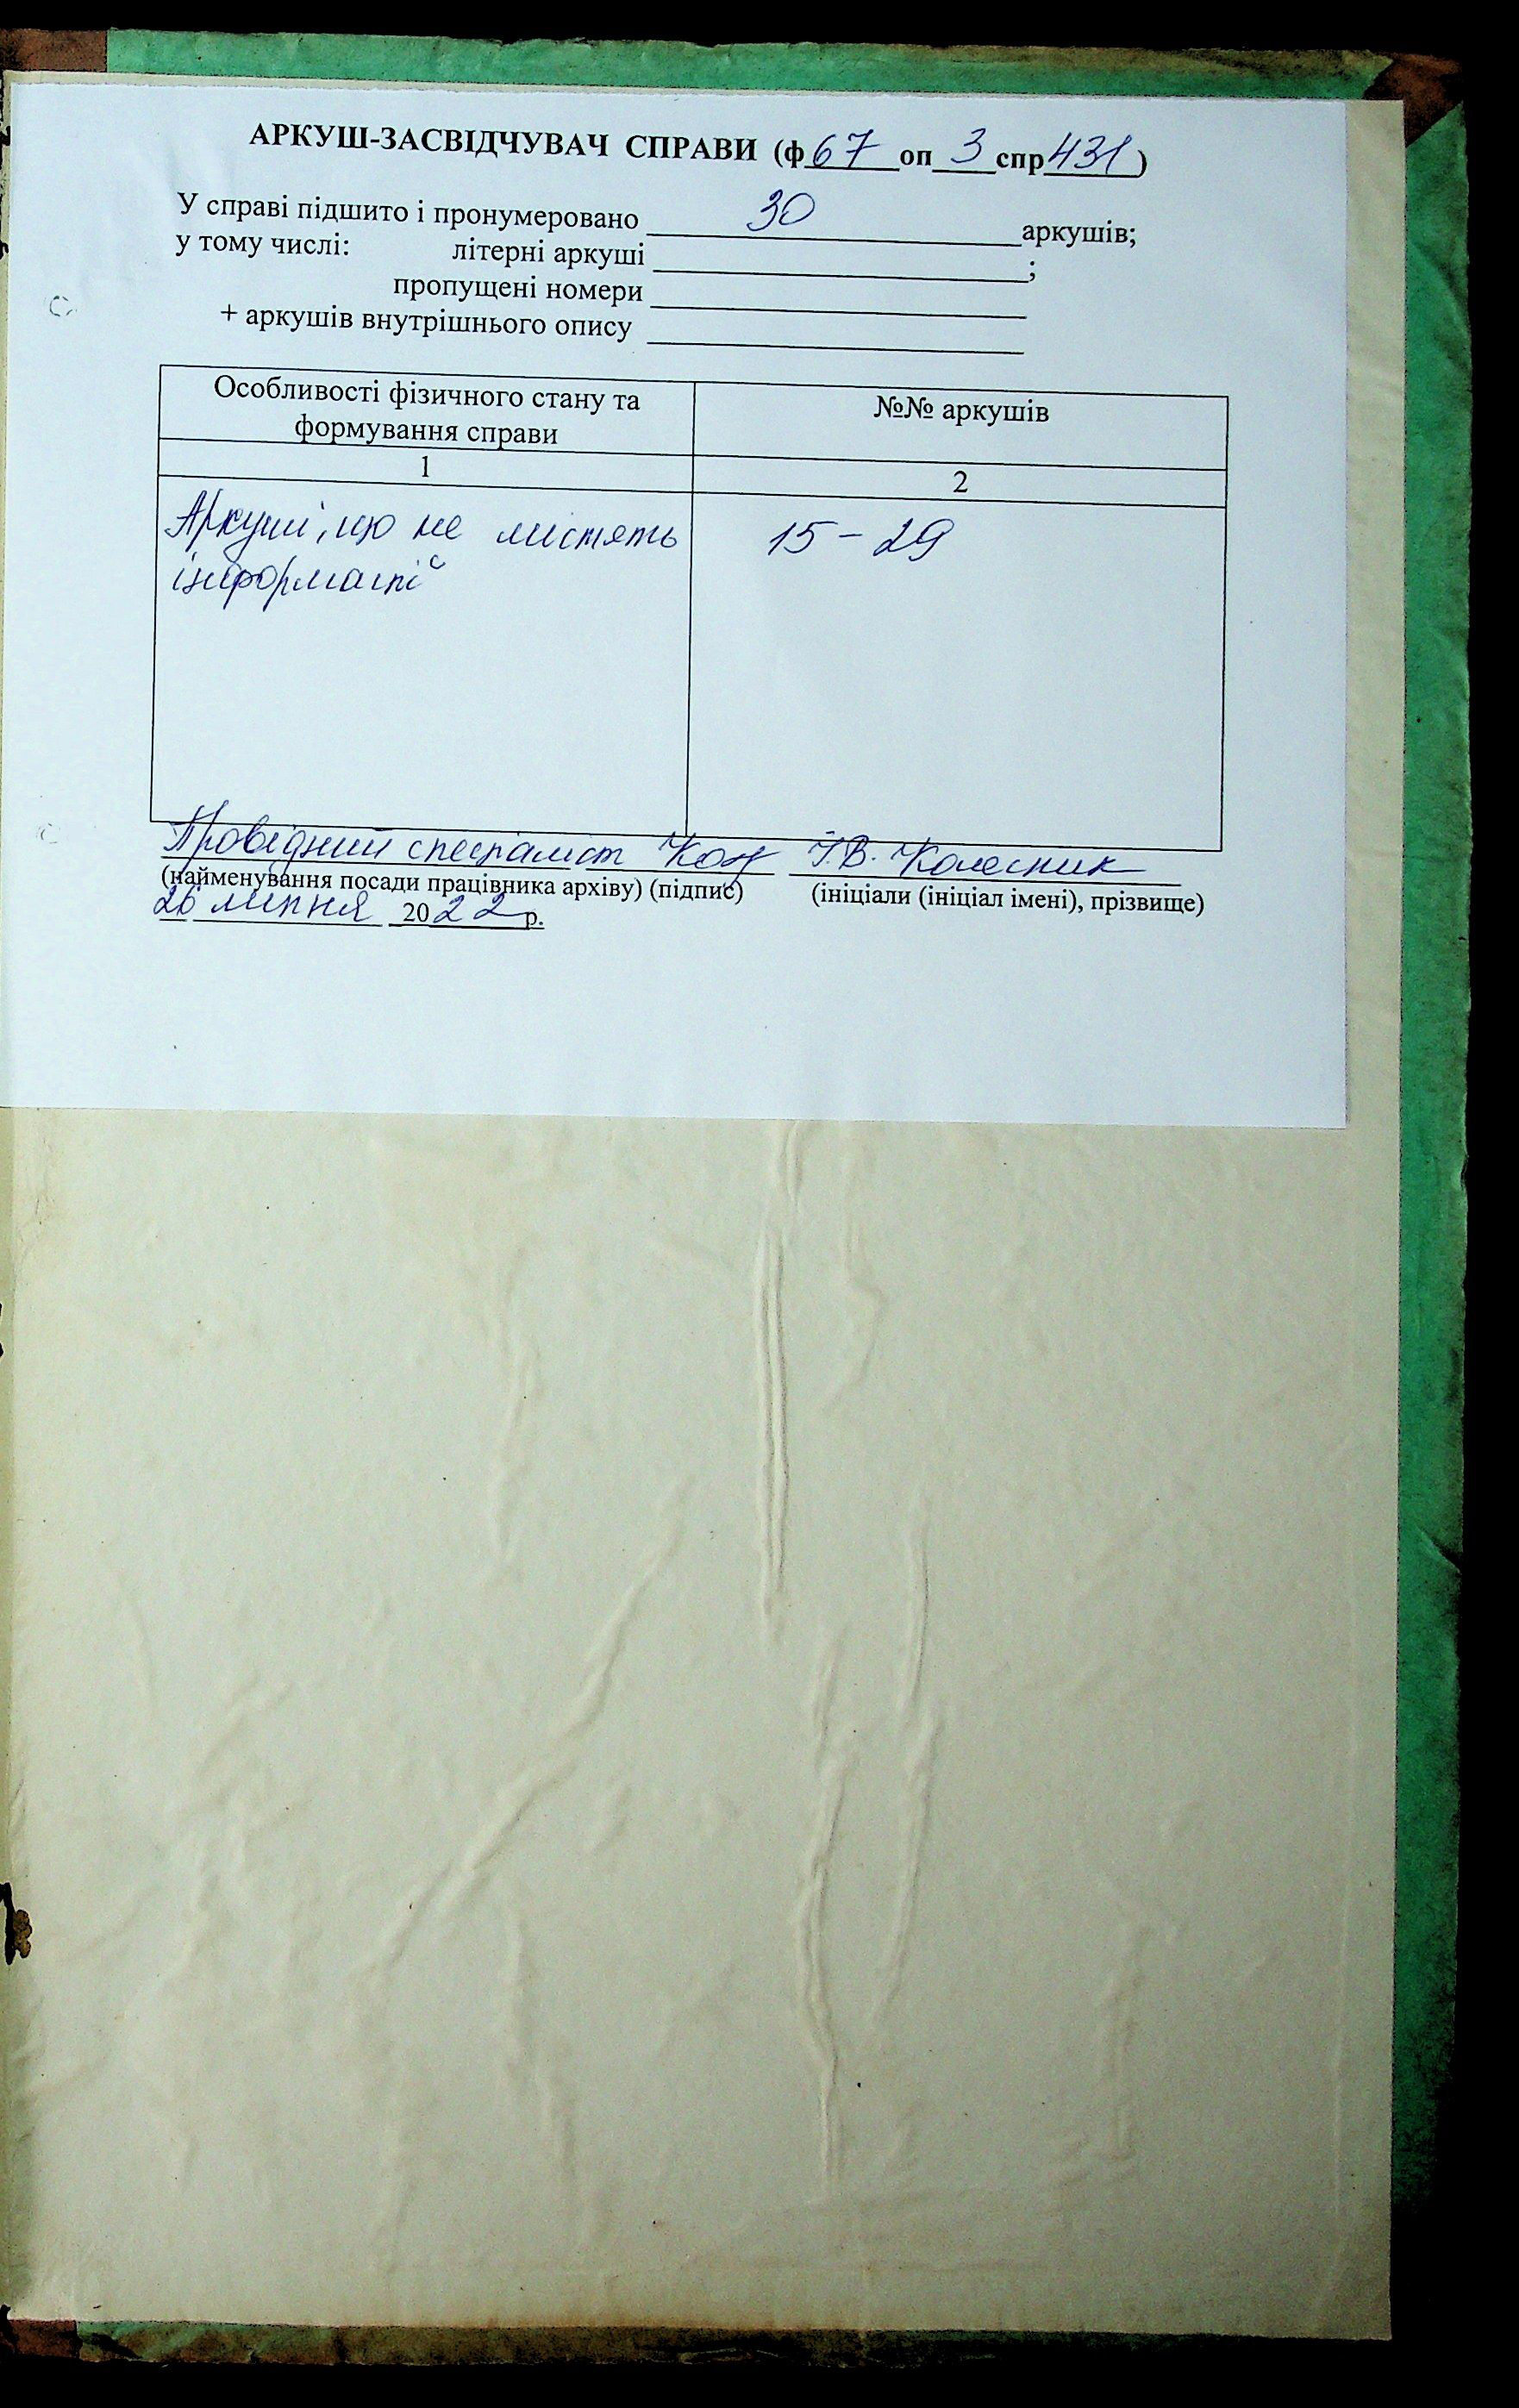 АРКУШ-ЗАСВІДЧУВАЧ СПРАВИ (ф 67 оп 3 спр 431)
У справі підшито і пронумеровано 30 аркушів;
у тому числі: літерні аркуші ;
пропущені номери
+ аркушів внутрішнього опису
Особливості фізичного стану та формування справи №№ аркушів
1 2
Аркуші, що не містять 15 – 29
інформації
Провідний спеціаліст І.В. Колесник
(найменування посади працівника архіву) (підпис) (ініціали (ініціал імені), прізвище)
26 липня 2022 р.